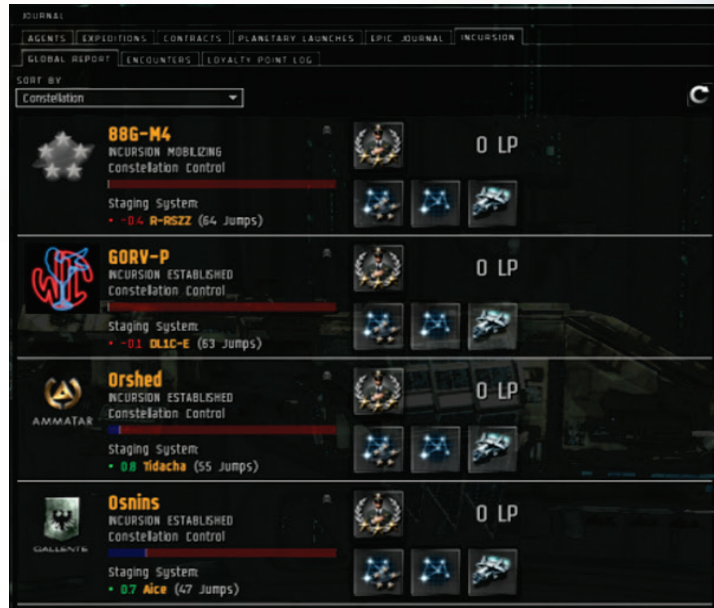 JOURNAL
AGENTS EXPEDITIONS CONTRACTS PLANETARY LAUNCHES EPIC JOURNAL INCURSION
GLOBAL REPORT ENCOUNTERS LOYALTY POINT LOG
SORT BY
Constellation
88G-M4
INCURSION MOBILIZING
Constellation Control
0 LP
Staging System:
-0.4 R-RSZZ (64 Jumps)
GORV-P
INCURSION ESTABLISHED
Constellation Control
0 LP
Staging System:
-0.1 DL1C-E (63 Jumps)
AMMATAR
Orshed
INCURSION ESTABLISHED
Constellation Control
0 LP
Staging System:
0.8 Tidacha (55 Jumps)
GALLENTE
Osnins
INCURSION ESTABLISHED
Constellation Control
0 LP
Staging System:
0.7 Aice (47 Jumps)